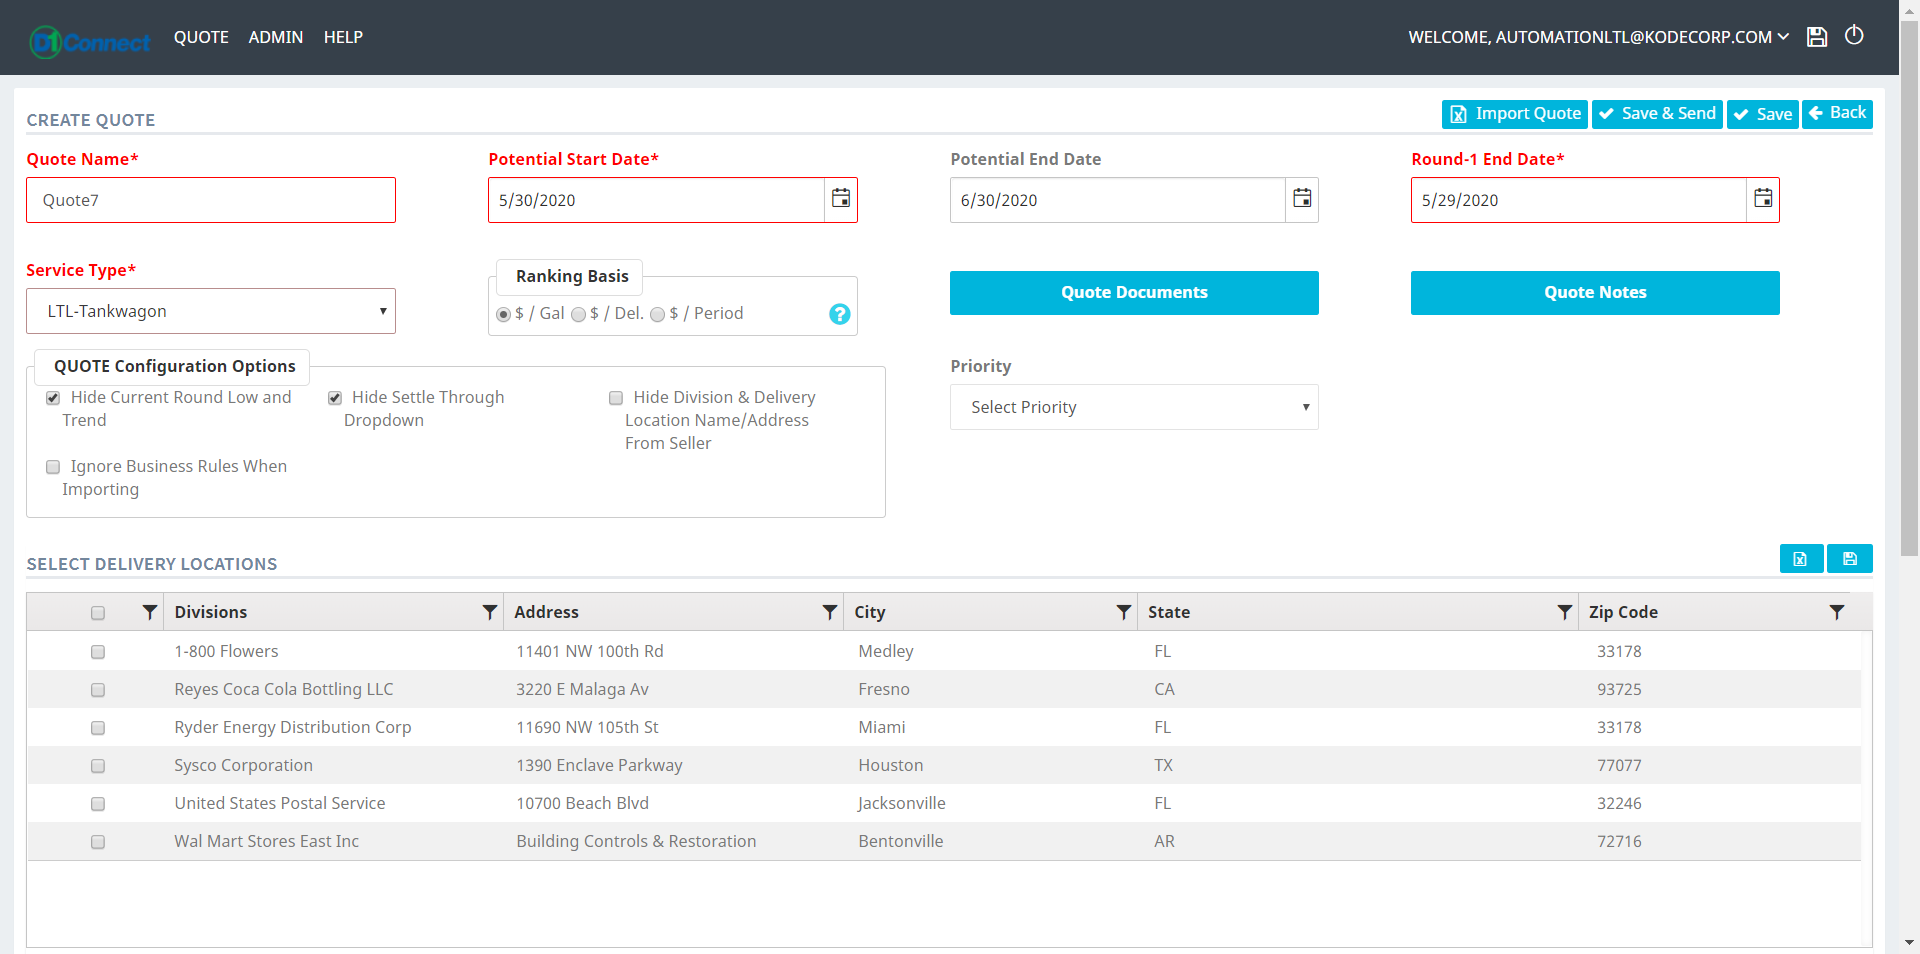 D1Connect
QUOTE ADMIN HELP
WELCOME, AUTOMATIONLTL@KODECORP.COM
CREATE QUOTE
Import Quote
Save & Send
Save
Back
Quote Name*
Potential Start Date*
Potential End Date
Round-1 End Date*
Quote7
5/30/2020
6/30/2020
5/29/2020
Service Type*
LTL-Tankwagon
Ranking Basis
$ / Gal $ / Del. $ / Period
?
Quote Documents
Quote Notes
QUOTE Configuration Options
Hide Current Round Low and
Trend
Hide Settle Through
Dropdown
Hide Division & Delivery
Location Name/Address
From Seller
Ignore Business Rules When
Importing
Priority
Select Priority
SELECT DELIVERY LOCATIONS
Divisions Address City State Zip Code
1-800 Flowers 11401 NW 100th Rd Medley FL 33178
Reyes Coca Cola Bottling LLC 3220 E Malaga Av Fresno CA 93725
Ryder Energy Distribution Corp 11690 NW 105th St Miami FL 33178
Sysco Corporation 1390 Enclave Parkway Houston TX 77077
United States Postal Service 10700 Beach Blvd Jacksonville FL 32246
Wal Mart Stores East Inc Building Controls & Restoration Bentonville AR 72716